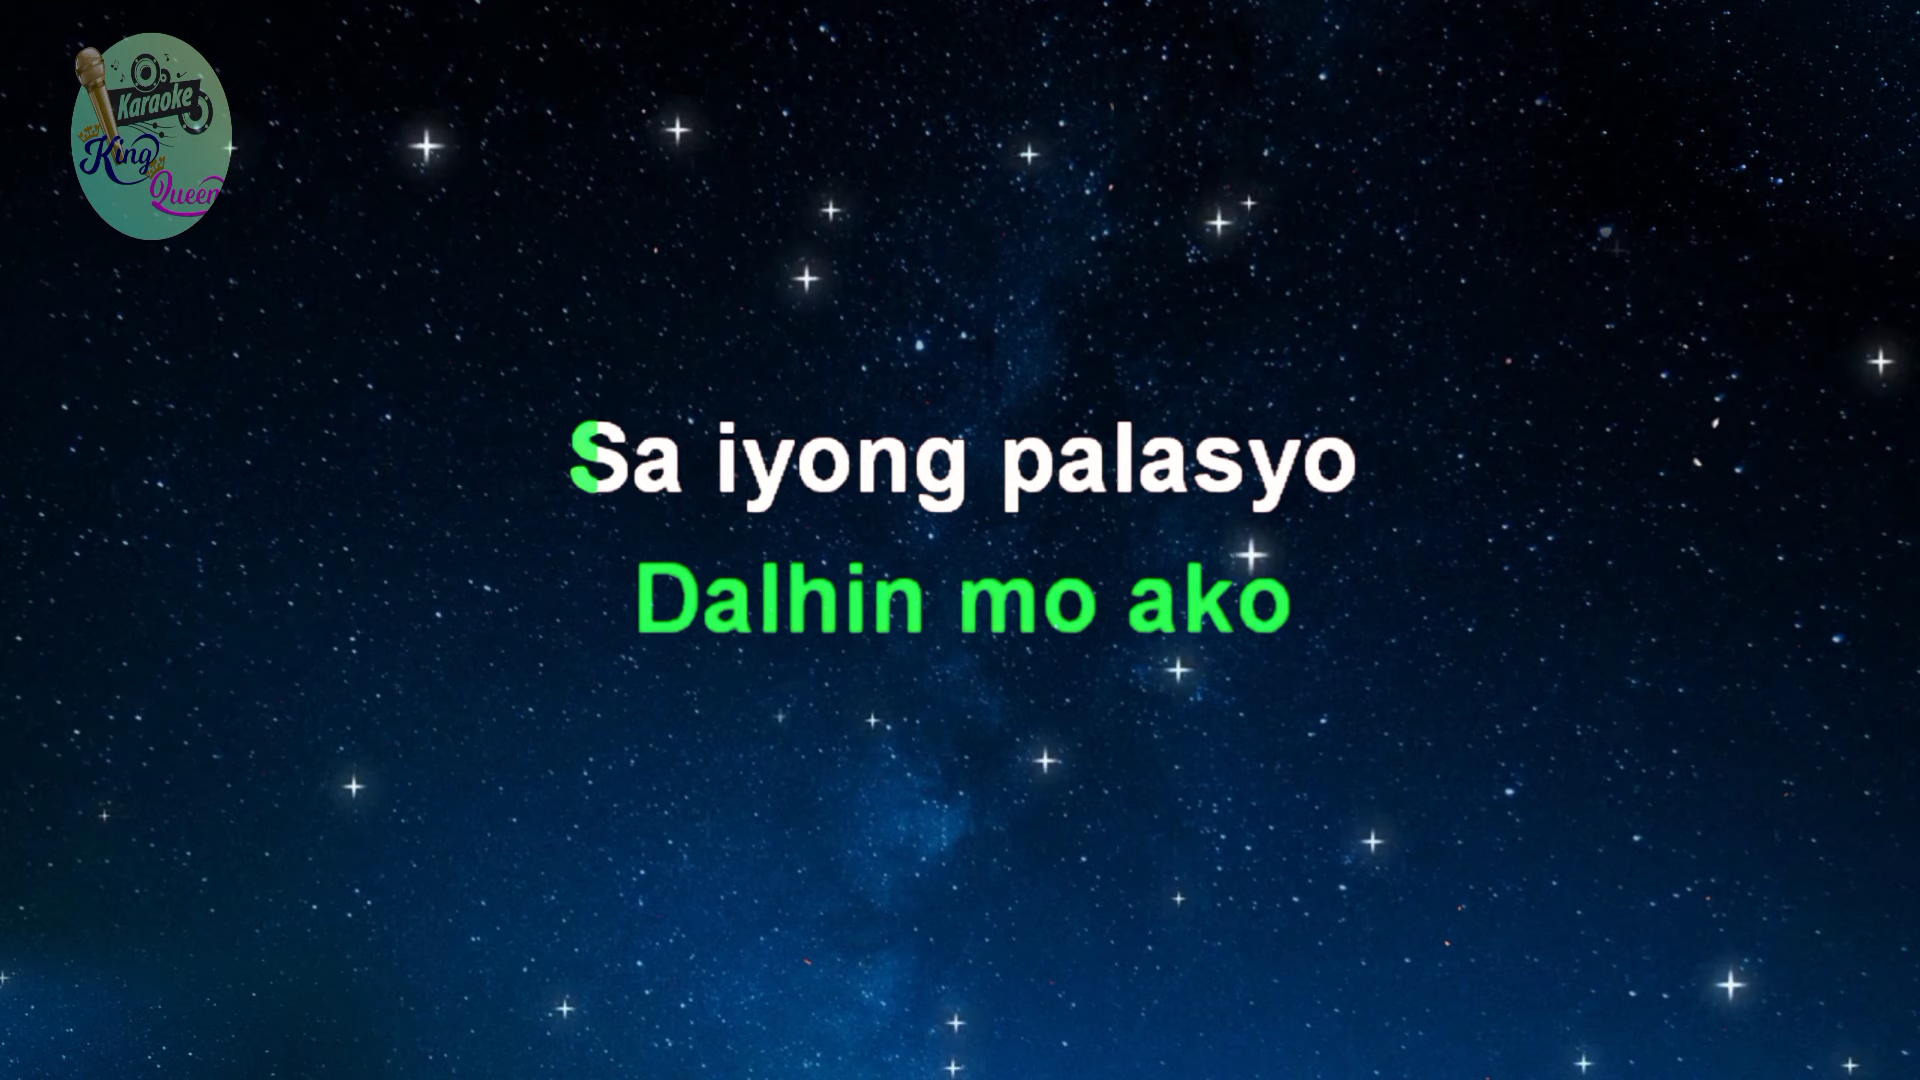 Karaoke
King
Queen
Sa iyong palasyo
Dalhin mo ako